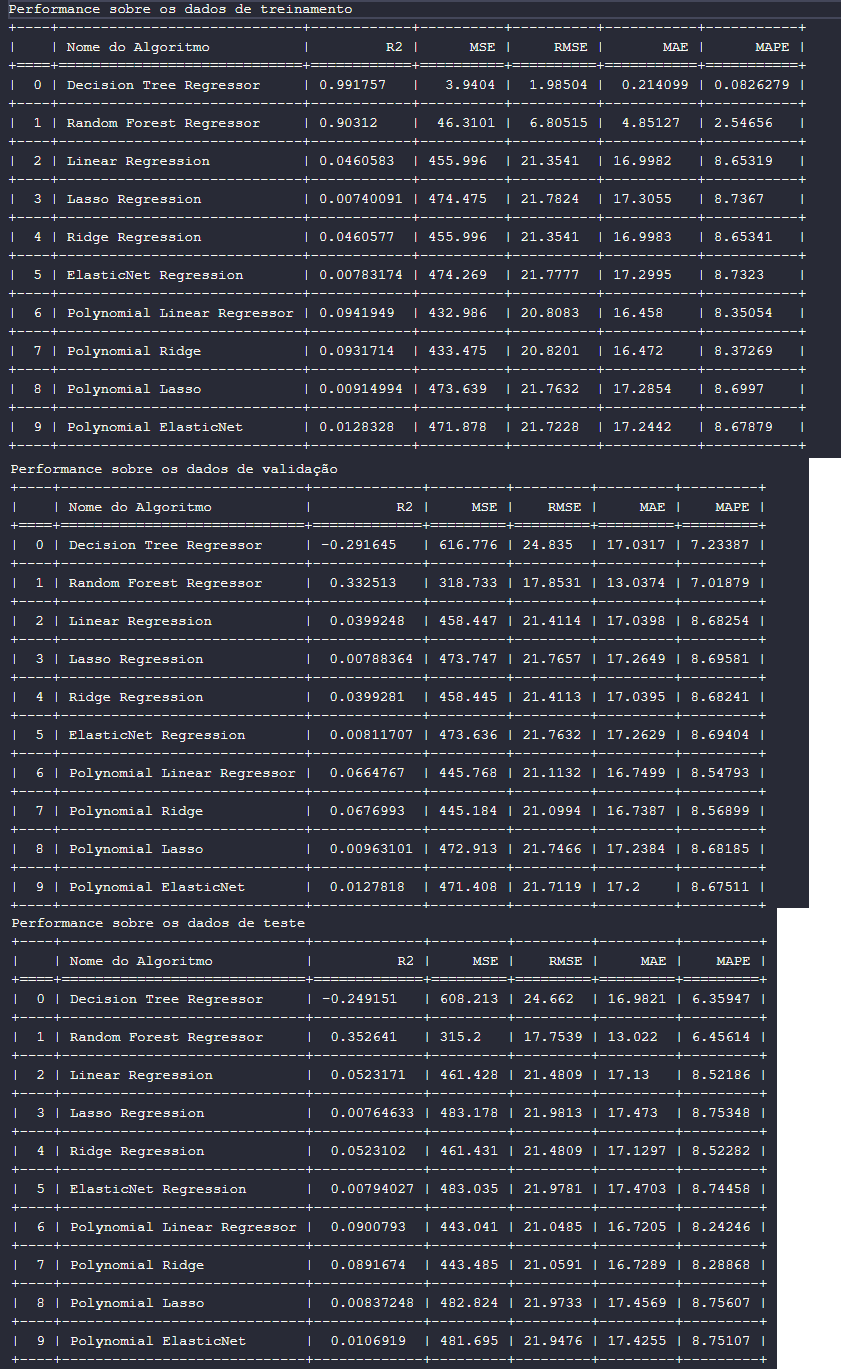 Performance sobre os dados de treinamento
+----+-----------------------------+------------+----------+----------+-----------+-----------+
|    | Nome do Algoritmo           |         R2 |      MSE |     RMSE |       MAE |      MAPE |
+====+=============================+============+==========+==========+===========+===========+
|  0 | Decision Tree Regressor     | 0.991757   |   3.9404 |  1.98504 |  0.214099 | 0.0826279 |
+----+-----------------------------+------------+----------+----------+-----------+-----------+
|  1 | Random Forest Regressor     | 0.90312    |  46.3101 |  6.80515 |  4.85127  | 2.54656   |
+----+-----------------------------+------------+----------+----------+-----------+-----------+
|  2 | Linear Regression           | 0.0460583  | 455.996  | 21.3541  | 16.9982   | 8.65319   |
+----+-----------------------------+------------+----------+----------+-----------+-----------+
|  3 | Lasso Regression            | 0.00740091 | 474.475  | 21.7824  | 17.3055   | 8.7367    |
+----+-----------------------------+------------+----------+----------+-----------+-----------+
|  4 | Ridge Regression            | 0.0460577  | 455.996  | 21.3541  | 16.9983   | 8.65341   |
+----+-----------------------------+------------+----------+----------+-----------+-----------+
|  5 | ElasticNet Regression       | 0.00783174 | 474.269  | 21.7777  | 17.2995   | 8.7323    |
+----+-----------------------------+------------+----------+----------+-----------+-----------+
|  6 | Polynomial Linear Regressor | 0.0941949  | 432.986  | 20.8083  | 16.458    | 8.35054   |
+----+-----------------------------+------------+----------+----------+-----------+-----------+
|  7 | Polynomial Ridge            | 0.0931714  | 433.475  | 20.8201  | 16.472    | 8.37269   |
+----+-----------------------------+------------+----------+----------+-----------+-----------+
|  8 | Polynomial Lasso            | 0.00914994 | 473.639  | 21.7632  | 17.2854   | 8.6997    |
+----+-----------------------------+------------+----------+----------+-----------+-----------+
|  9 | Polynomial ElasticNet       | 0.0128328  | 471.878  | 21.7228  | 17.2442   | 8.67879   |
+----+-----------------------------+------------+----------+----------+-----------+-----------+
Performance sobre os dados de validação
+----+-----------------------------+-------------+---------+---------+---------+---------+
|    | Nome do Algoritmo           |          R2 |     MSE |    RMSE |     MAE |    MAPE |
+====+=============================+=============+=========+=========+=========+=========+
|  0 | Decision Tree Regressor     | -0.291645   | 616.776 | 24.835  | 17.0317 | 7.23387 |
+----+-----------------------------+-------------+---------+---------+---------+---------+
|  1 | Random Forest Regressor     |  0.332513   | 318.733 | 17.8531 | 13.0374 | 7.01879 |
+----+-----------------------------+-------------+---------+---------+---------+---------+
|  2 | Linear Regression           |  0.0399248  | 458.447 | 21.4114 | 17.0398 | 8.68254 |
+----+-----------------------------+-------------+---------+---------+---------+---------+
|  3 | Lasso Regression            |  0.00788364 | 473.747 | 21.7657 | 17.2649 | 8.69581 |
+----+-----------------------------+-------------+---------+---------+---------+---------+
|  4 | Ridge Regression            |  0.0399281  | 458.445 | 21.4113 | 17.0395 | 8.68241 |
+----+-----------------------------+-------------+---------+---------+---------+---------+
|  5 | ElasticNet Regression       |  0.00811707 | 473.636 | 21.7632 | 17.2629 | 8.69404 |
+----+-----------------------------+-------------+---------+---------+---------+---------+
|  6 | Polynomial Linear Regressor |  0.0664767  | 445.768 | 21.1132 | 16.7499 | 8.54793 |
+----+-----------------------------+-------------+---------+---------+---------+---------+
|  7 | Polynomial Ridge            |  0.0676993  | 445.184 | 21.0994 | 16.7387 | 8.56899 |
+----+-----------------------------+-------------+---------+---------+---------+---------+
|  8 | Polynomial Lasso            |  0.00963101 | 472.913 | 21.7466 | 17.2384 | 8.68185 |
+----+-----------------------------+-------------+---------+---------+---------+---------+
|  9 | Polynomial ElasticNet       |  0.0127818  | 471.408 | 21.7119 | 17.2    | 8.67511 |
+----+-----------------------------+-------------+---------+---------+---------+---------+
Performance sobre os dados de teste
+----+-----------------------------+-------------+---------+---------+---------+---------+
|    | Nome do Algoritmo           |          R2 |     MSE |    RMSE |     MAE |    MAPE |
+====+=============================+=============+=========+=========+=========+=========+
|  0 | Decision Tree Regressor     | -0.249151   | 608.213 | 24.662  | 16.9821 | 6.35947 |
+----+-----------------------------+-------------+---------+---------+---------+---------+
|  1 | Random Forest Regressor     |  0.352641   | 315.2   | 17.7539 | 13.022  | 6.45614 |
+----+-----------------------------+-------------+---------+---------+---------+---------+
|  2 | Linear Regression           |  0.0523171  | 461.428 | 21.4809 | 17.13   | 8.52186 |
+----+-----------------------------+-------------+---------+---------+---------+---------+
|  3 | Lasso Regression            |  0.00764633 | 483.178 | 21.9813 | 17.473  | 8.75348 |
+----+-----------------------------+-------------+---------+---------+---------+---------+
|  4 | Ridge Regression            |  0.0523102  | 461.431 | 21.4809 | 17.1297 | 8.52282 |
+----+-----------------------------+-------------+---------+---------+---------+---------+
|  5 | ElasticNet Regression       |  0.00794027 | 483.035 | 21.9781 | 17.4703 | 8.74458 |
+----+-----------------------------+-------------+---------+---------+---------+---------+
|  6 | Polynomial Linear Regressor |  0.0900793  | 443.041 | 21.0485 | 16.7205 | 8.24246 |
+----+-----------------------------+-------------+---------+---------+---------+---------+
|  7 | Polynomial Ridge            |  0.0891674  | 443.485 | 21.0591 | 16.7289 | 8.28868 |
+----+-----------------------------+-------------+---------+---------+---------+---------+
|  8 | Polynomial Lasso            |  0.00837248 | 482.824 | 21.9733 | 17.4569 | 8.75607 |
+----+-----------------------------+-------------+---------+---------+---------+---------+
|  9 | Polynomial ElasticNet       |  0.0106919  | 481.695 | 21.9476 | 17.4255 | 8.75107 |
+----+-----------------------------+-------------+---------+---------+---------+---------+